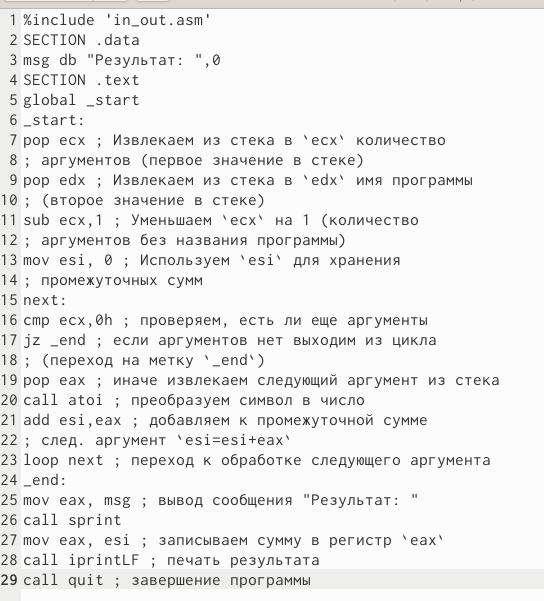 1 %include 'in_out.asm'
2 SECTION .data
3 msg db "Результат: ",0
4 SECTION .text
5 global _start
6 _start:
7 pop ecx ; Извлекаем из стека в `ecx` количество
8 ; аргументов (первое значение в стеке)
9 pop edx ; Извлекаем из стека в `edx` имя программы
10 ; (второе значение в стеке)
11 sub ecx,1 ; Уменьшаем `ecx` на 1 (количество
12 ; аргументов без названия программы)
13 mov esi, 0 ; Используем `esi` для хранения
14 ; промежуточных сумм
15 next:
16 cmp ecx,0h ; проверяем, есть ли еще аргументы
17 jz _end ; если аргументов нет выходим из цикла
18 ; (переход на метку `_end`)
19 pop eax ; иначе извлекаем следующий аргумент из стека
20 call atoi ; преобразуем символ в число
21 add esi,eax ; добавляем к промежуточной сумме
22 ; след. аргумент `esi=esi+eax`
23 loop next ; переход к обработке следующего аргумента
24 _end:
25 mov eax, msg ; вывод сообщения "Результат: "
26 call sprint
27 mov eax, esi ; записываем сумму в регистр `eax`
28 call iprintLF ; печать результата
29 call quit ; завершение программы